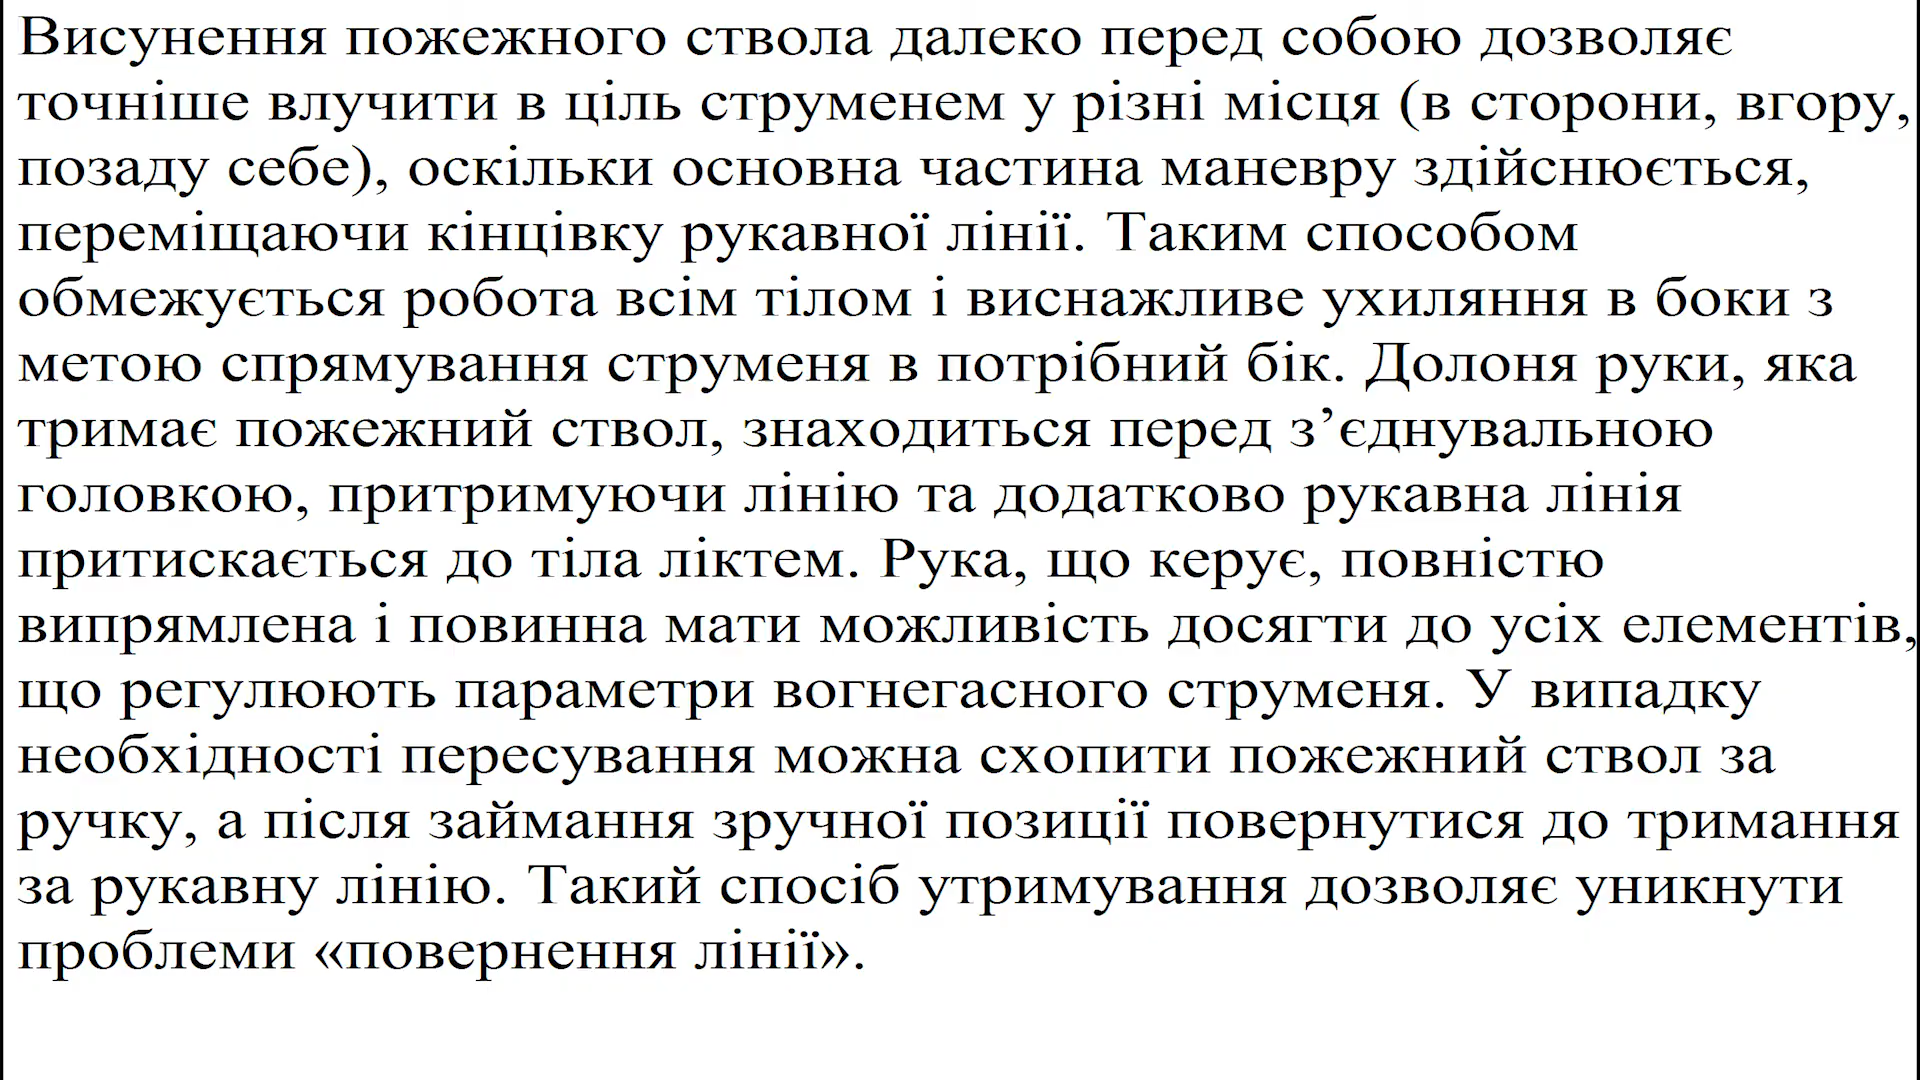 Висунення пожежного ствола далеко перед собою дозволяє
точніше влучити в ціль струменем у різні місця (в сторони, вгору,
позаду себе), оскільки основна частина маневру здійснюється,
переміщаючи кінцівку рукавної лінії. Таким способом
обмежується робота всім тілом і виснажливе ухиляння в боки з
метою спрямування струменя в потрібний бік. Долоня руки, яка
тримає пожежний ствол, знаходиться перед з’єднувальною
головкою, притримуючи лінію та додатково рукавна лінія
притискається до тіла ліктем. Рука, що керує, повністю
випрямлена і повинна мати можливість досягти до усіх елементів,
що регулюють параметри вогнегасного струменя. У випадку
необхідності пересування можна схопити пожежний ствол за
ручку, а після займання зручної позиції повернутися до тримання
за рукавну лінію. Такий спосіб утримування дозволяє уникнути
проблеми «повернення лінії».